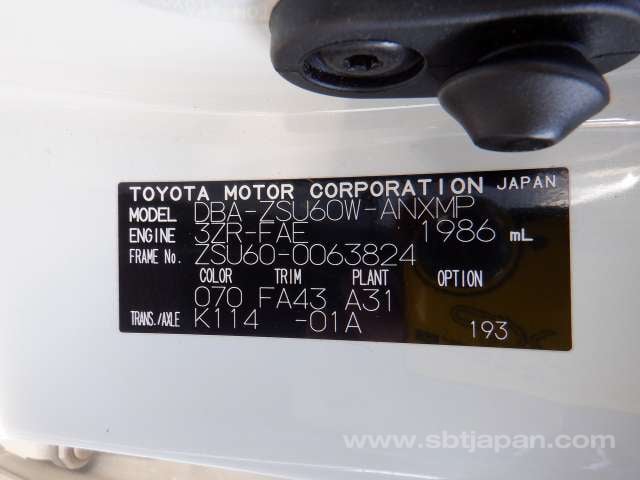 TOYOTA MOTOR CORPORATION JAPAN
MODEL DBA-ZSU60W-ANXMP
ENGINE 3ZR-FAE 1986 mL
FRAME No. ZSU60-0063824
COLOR TRIM PLANT OPTION
070 FA43 A31
TRANS./AXLE K114 -01A 193
www.sbtjapan.com